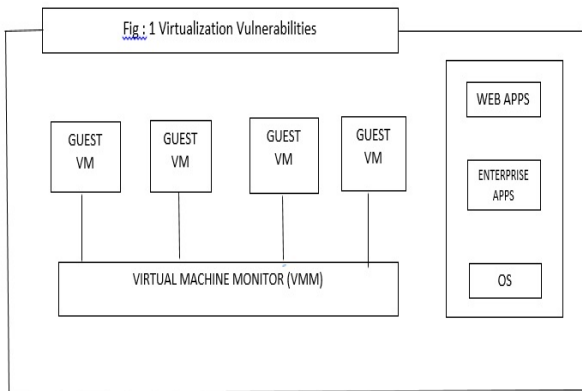 Fig : 1 Virtualization Vulnerabilities
GUEST
VM
GUEST
VM
GUEST
VM
GUEST
VM
VIRTUAL MACHINE MONITOR (VMM)
WEB APPS
ENTERPRISE
APPS
OS